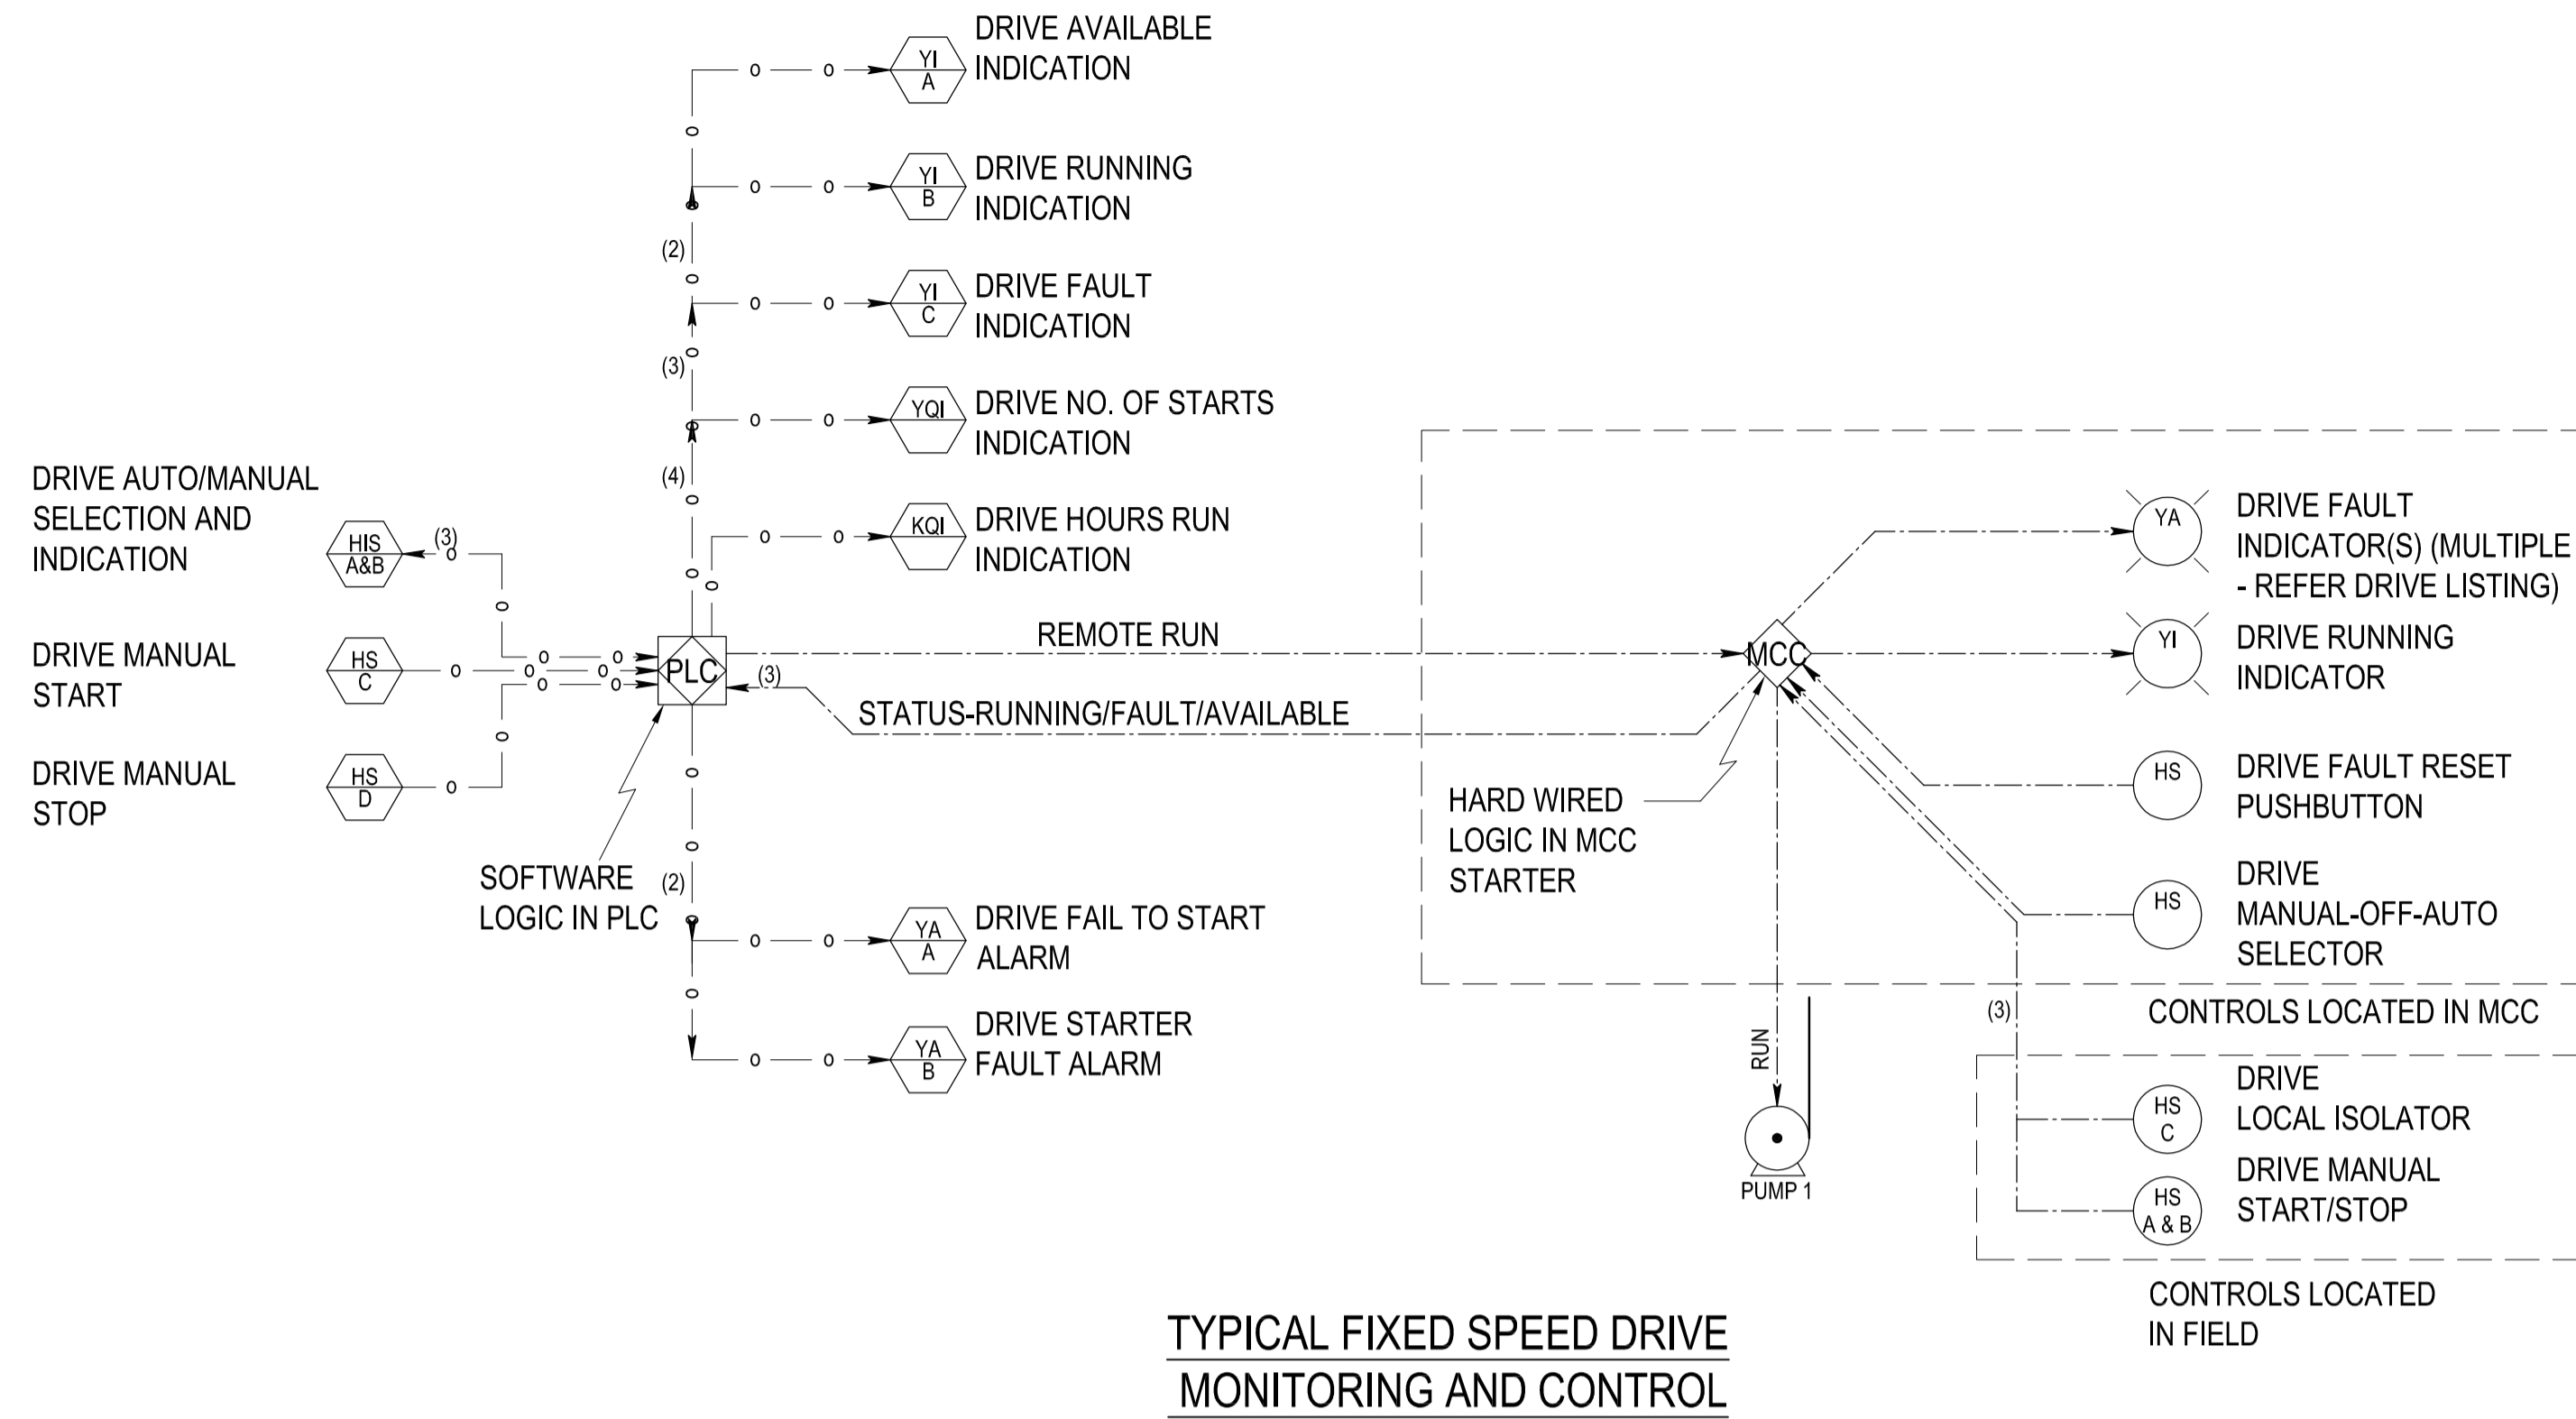 YI
A
DRIVE AVAILABLE
INDICATION
YI
B
DRIVE RUNNING
INDICATION
(2)
YI
C
DRIVE FAULT
INDICATION
(3)
YQI
DRIVE NO. OF STARTS
INDICATION
(4)
KQI
DRIVE HOURS RUN
INDICATION
DRIVE AUTO/MANUAL
SELECTION AND
INDICATION
HIS
A&B
(3)
DRIVE MANUAL
START
HS
C
DRIVE MANUAL
STOP
HS
D
PLC
SOFTWARE
LOGIC IN PLC
(2)
YA
A
DRIVE FAIL TO START
ALARM
YA
B
DRIVE STARTER
FAULT ALARM
REMOTE RUN
(3)
STATUS-RUNNING/FAULT/AVAILABLE
MCC
HARD WIRED
LOGIC IN MCC
STARTER
YA
DRIVE FAULT
INDICATOR(S) (MULTIPLE
- REFER DRIVE LISTING)
YI
DRIVE RUNNING
INDICATOR
HS
DRIVE FAULT RESET
PUSHBUTTON
HS
DRIVE
MANUAL-OFF-AUTO
SELECTOR
(3)
CONTROLS LOCATED IN MCC
RUN
PUMP 1
HS
C
DRIVE
LOCAL ISOLATOR
HS
A & B
DRIVE MANUAL
START/STOP
CONTROLS LOCATED
IN FIELD
TYPICAL FIXED SPEED DRIVE
MONITORING AND CONTROL